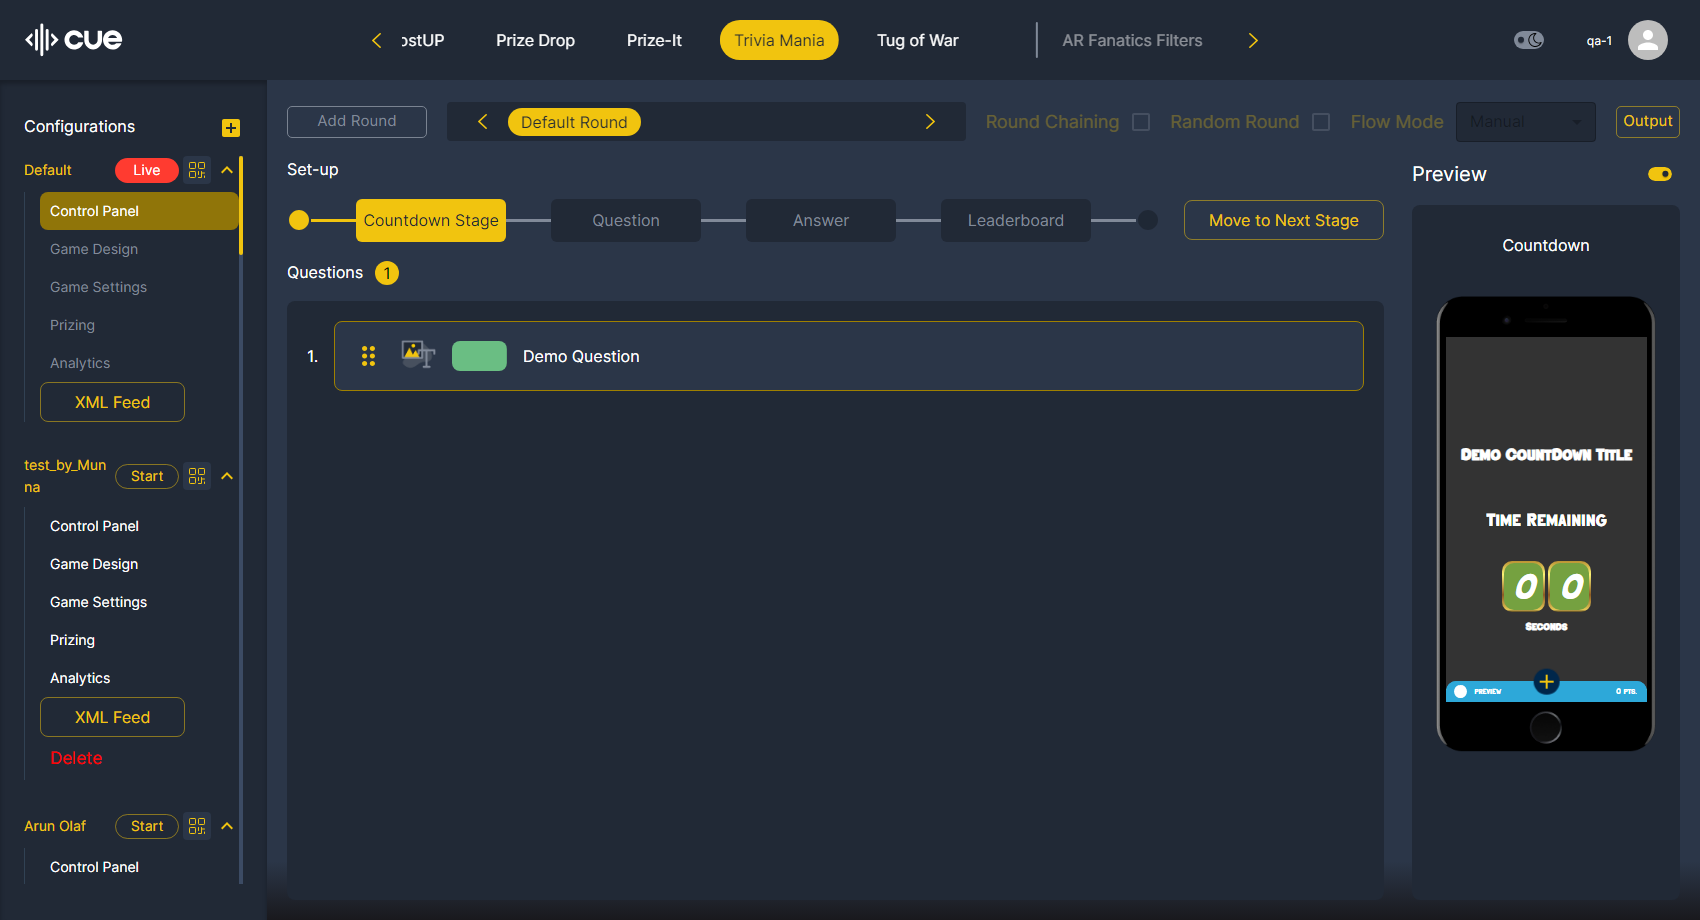 cue
ostUP
Prize Drop
Prize-It
Trivia Mania
Tug of War
AR Fanatics Filters
qa-1
Configurations
Default
Live
Control Panel
Game Design
Game Settings
Prizing
Analytics
XML Feed
test_by_Mun
na
Start
Control Panel
Game Design
Game Settings
Prizing
Analytics
XML Feed
Delete
Arun Olaf
Start
Control Panel
Add Round
Default Round
Round Chaining
Random Round
Flow Mode
Manual
Output
Set-up
Countdown Stage
Question
Answer
Leaderboard
Move to Next Stage
Questions 1
1.
Demo Question
Preview
Countdown
Demo CountDown Title
Time Remaining
0 0
Seconds
PREVIEW
0 PTS.